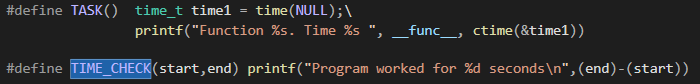 #define TASK()  time_t time1 = time(NULL);\
                printf("Function %s. Time %s ", __func__, ctime(&time1))
#define TIME_CHECK(start,end) printf("Program worked for %d seconds\n",(end)-(start))